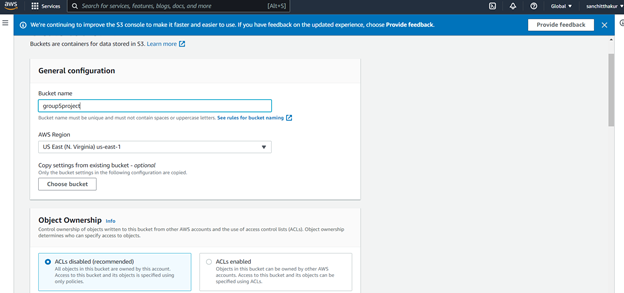 aws
Services
Search for services, features, blogs, docs, and more
[Alt+S]
Global
sanchitthakur
We're continuing to improve the S3 console to make it faster and easier to use. If you have feedback on the updated experience, choose Provide feedback.
Provide feedback
Buckets are containers for data stored in S3. Learn more
General configuration
Bucket name
group5project
Bucket name must be unique and must not contain spaces or uppercase letters. See rules for bucket naming
AWS Region
US East (N. Virginia) us-east-1
Copy settings from existing bucket - optional
Only the bucket settings in the following configuration are copied.
Choose bucket
Object Ownership Info
Control ownership of objects written to this bucket from other AWS accounts and the use of access control lists (ACLs). Object ownership
determines who can specify access to objects.
ACLs disabled (recommended)
All objects in this bucket are owned by this account.
Access to this bucket and its objects is specified using
only policies.
ACLs enabled
Objects in this bucket can be owned by other AWS
accounts. Access to this bucket and its objects can be
specified using ACLs.